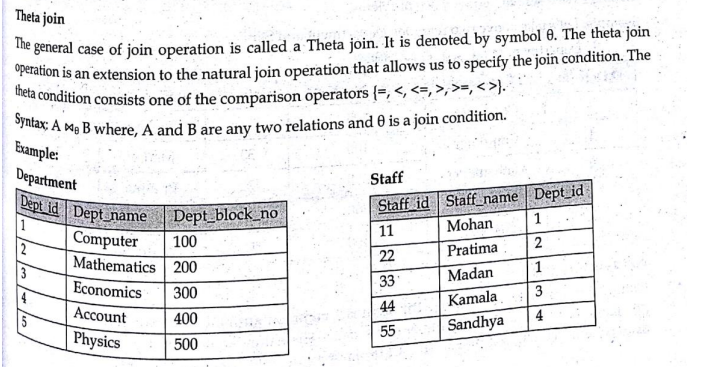 Theta join
The general case of join operation is called a Theta join. It is denoted by symbol θ. The theta join
operation is an extension to the natural join operation that allows us to specify the join condition. The
theta condition consists one of the comparison operators {=, <, <=, >, >=, < >}.
Syntax: A ⋈θ B where, A and B are any two relations and θ is a join condition.
Example:
Department
Dept_id Dept_name Dept_block_no
1 Computer 100
2 Mathematics 200
3 Economics 300
4 Account 400
5 Physics 500
Staff
Staff_id Staff_name Dept_id
11 Mohan 1
22 Pratima 2
33 Madan 1
44 Kamala 3
55 Sandhya 4